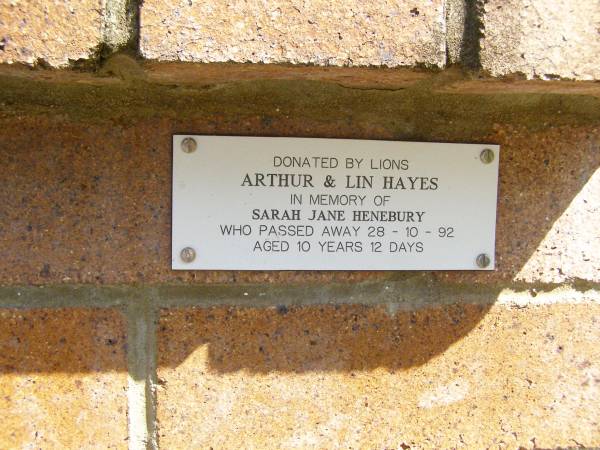 DONATED BY LIONS
ARTHUR & LIN HAYES
IN MEMORY OF
SARAH JANE HENEBURY
WHO PASSED AWAY 28 - 10 - 92
AGED 10 YEARS 12 DAYS